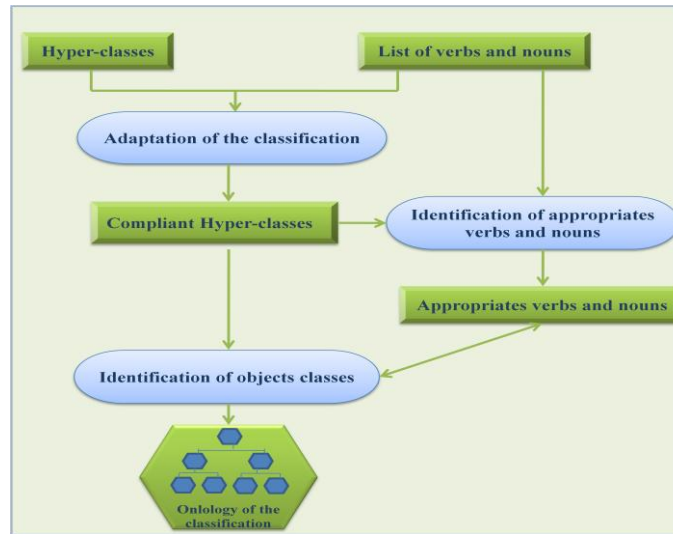 Hyper-classes
List of verbs and nouns
Adaptation of the classification
Compliant Hyper-classes
Identification of appropriates
verbs and nouns
Appropriates verbs and nouns
Identification of objects classes
Onlology of the
classification